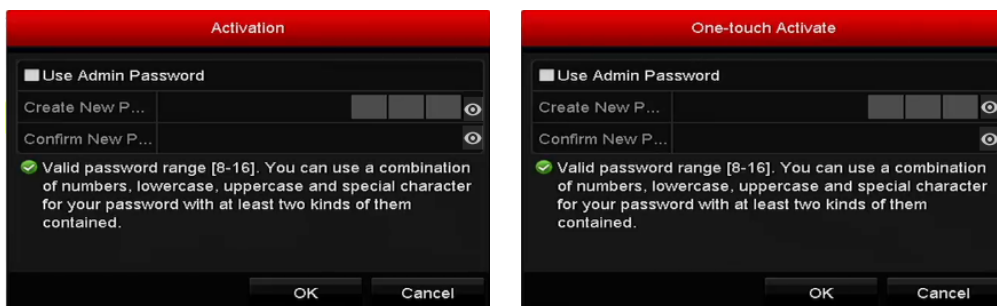 Activation
Use Admin Password
Create New P...
Confirm New P...
Valid password range [8-16]. You can use a combination
of numbers, lowercase, uppercase and special character
for your password with at least two kinds of them
contained.
OK Cancel
One-touch Activate
Use Admin Password
Create New P...
Confirm New P...
Valid password range [8-16]. You can use a combination
of numbers, lowercase, uppercase and special character
for your password with at least two kinds of them
contained.
OK Cancel